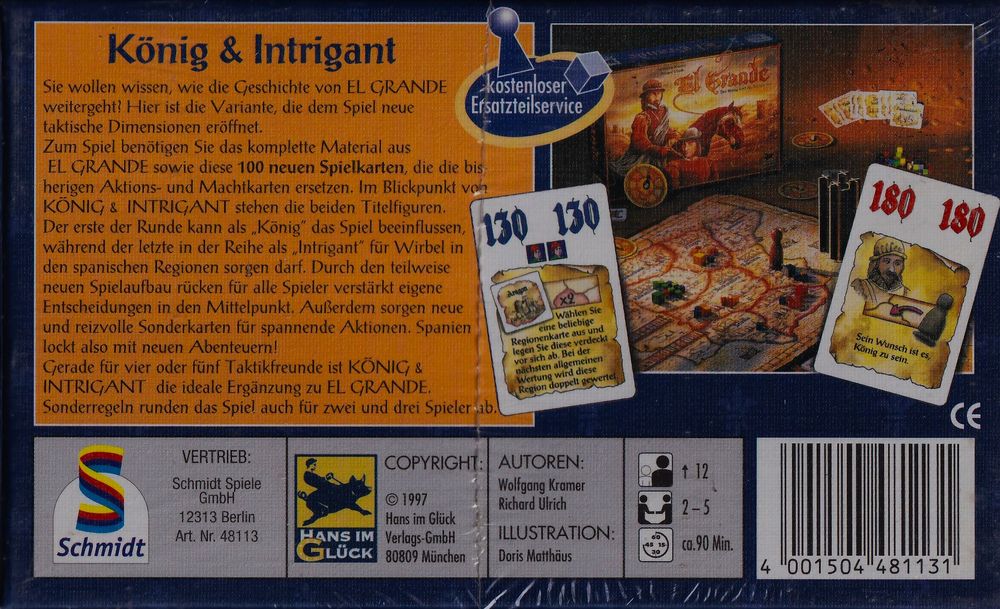 König & Intrigant
Sie wollen wissen, wie die Geschichte von EL GRANDE
weitergeht? Hier ist die Variante, die dem Spiel neue
taktische Dimensionen eröffnet.
Zum Spiel benötigen Sie das komplette Material aus
EL GRANDE sowie diese 100 neuen Spielkarten, die die bis-
herigen Aktions- und Machtkarten ersetzen. Im Blickpunkt von
KÖNIG & INTRIGANT stehen die beiden Titelfiguren.
Der erste der Runde kann als „König" das Spiel beeinflussen,
während der letzte in der Reihe als „Intrigant" für Wirbel in
den spanischen Regionen sorgen darf. Durch den teilweise
neuen Spielaufbau rücken für alle Spieler verstärkt eigene
Entscheidungen in den Mittelpunkt. Außerdem sorgen neue
und reizvolle Sonderkarten für spannende Aktionen. Spanien
lockt also mit neuen Abenteuern!
Gerade für vier oder fünf Taktikfreunde ist KÖNIG &
INTRIGANT die ideale Ergänzung zu EL GRANDE.
Sonderregeln runden das Spiel auch für zwei und drei Spieler ab.
kostenloser
Ersatzteilservice
El Grande
130 130
Aragon
x2
Wählen Sie
eine beliebige
Regionenkarte aus und
legen Sie diese verdeckt
vor sich ab. Bei der
nächsten allgemeinen
Wertung wird diese
Region doppelt gewertet.
180 180
Sein Wunsch ist es,
König zu sein.
CE
Schmidt
VERTRIEB:
Schmidt Spiele
GmbH
12313 Berlin
Art. Nr. 48113
HANS IM
GLÜCK
COPYRIGHT:
© 1997
Hans im Glück
Verlags-GmbH
80809 München
AUTOREN:
Wolfgang Kramer
Richard Ulrich
ILLUSTRATION:
Doris Matthäus
↑ 12
2 – 5
60
45 15
30
ca. 90 Min.
4 001504 481131